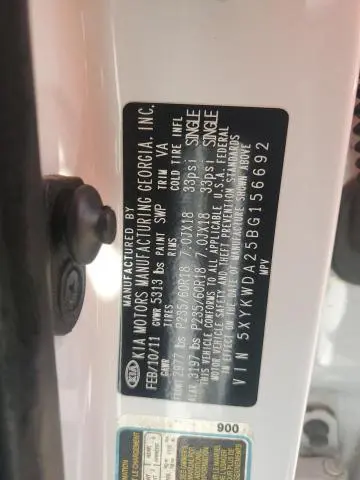 MANUFACTURED BY
KIA KIA MOTORS MANUFACTURING GEORGIA, INC.
FEB/10/11 GVWR 5313 lbs PAINT SWP TRIM VA
GAWR TIRES RIMS COLD TIRE INFL
FRONT 2977 lbs P235/60R18 7.0JX18 33psi SINGLE
REAR 3197 lbs P235/60R18 7.0JX18 33psi SINGLE
THIS VEHICLE CONFORMS TO ALL APPLICABLE U.S.A. FEDERAL
MOTOR VEHICLE SAFETY AND THEFT PREVENTION STANDARDS
IN EFFECT ON THE DATE OF MANUFACTURE SHOWN ABOVE
VIN 5XYKWDA25BG156692
MPV
900